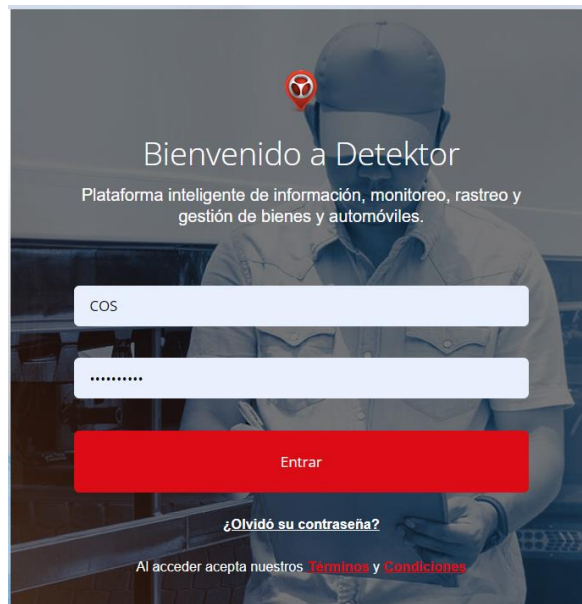 Bienvenido a Detektor
Plataforma inteligente de información, monitoreo, rastreo y
gestión de bienes y automóviles.
COS
••••••••••
Entrar
¿Olvidó su contraseña?
Al acceder acepta nuestros Términos y Condiciones